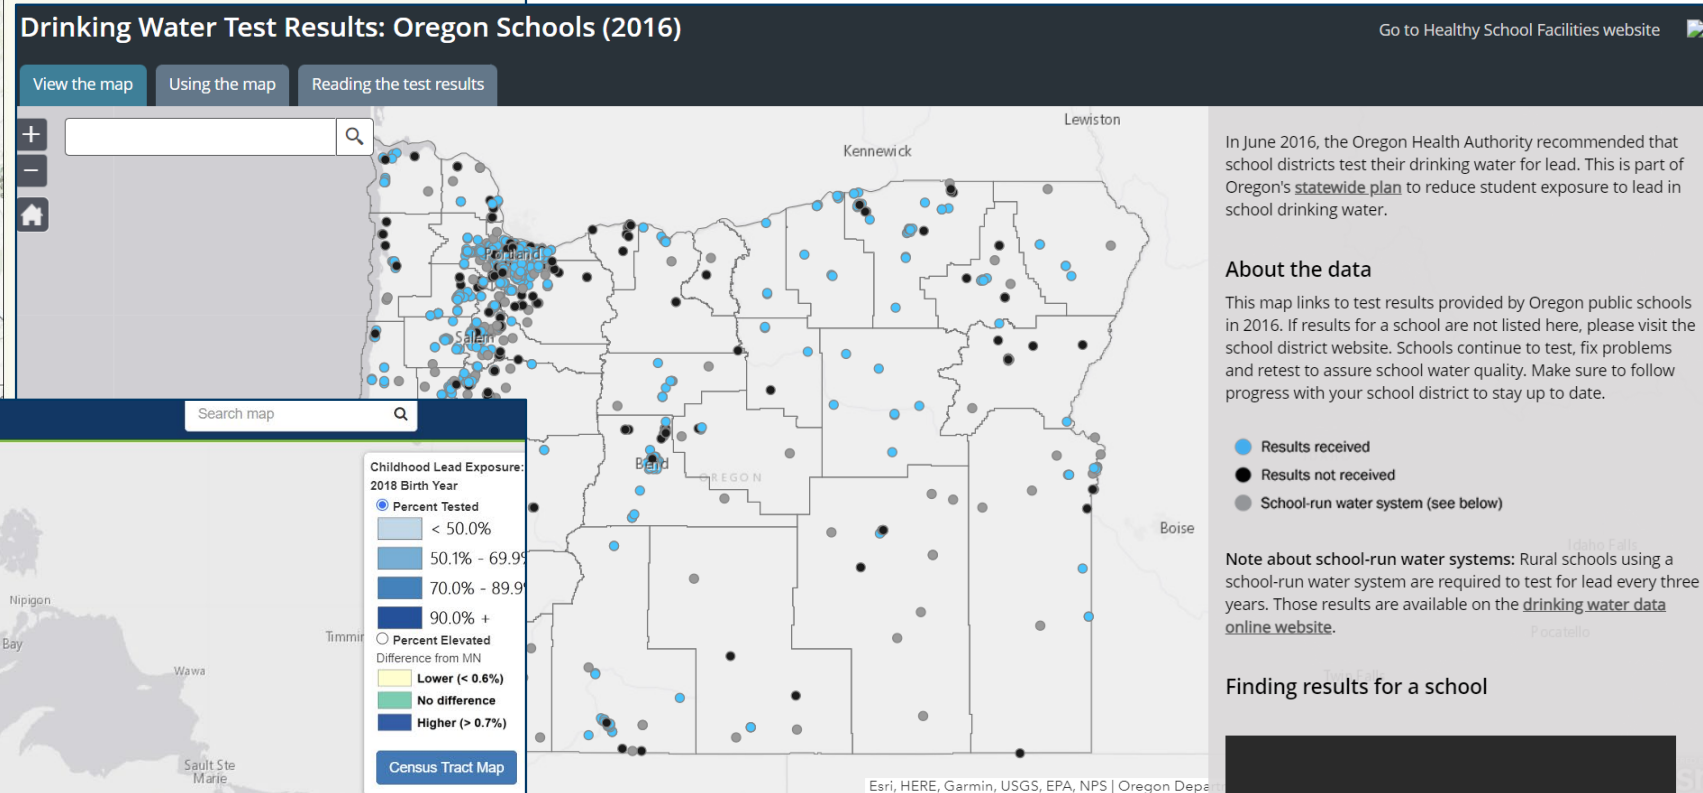 Drinking Water Test Results: Oregon Schools (2016)
Go to Healthy School Facilities website
View the map
Using the map
Reading the test results
Lewiston
Kennewick
Portland
Salem
Bend
OREGON
Boise
Esri, HERE, Garmin, USGS, EPA, NPS | Oregon Depa
In June 2016, the Oregon Health Authority recommended that
school districts test their drinking water for lead. This is part of
Oregon's statewide plan to reduce student exposure to lead in
school drinking water.
About the data
This map links to test results provided by Oregon public schools
in 2016. If results for a school are not listed here, please visit the
school district website. Schools continue to test, fix problems
and retest to assure school water quality. Make sure to follow
progress with your school district to stay up to date.
Results received
Results not received
School-run water system (see below)
Idaho Falls
Note about school-run water systems: Rural schools using a
school-run water system are required to test for lead every three
years. Those results are available on the drinking water data
online website.
Pocatello
Twin Falls
Finding results for a school
Search map
Childhood Lead Exposure:
2018 Birth Year
Percent Tested
< 50.0%
50.1% - 69.9%
70.0% - 89.9
90.0% +
Percent Elevated
Difference from MN
Lower (< 0.6%)
No difference
Higher (> 0.7%)
Census Tract Map
Nipigon
Bay
Timmi
Wawa
Sault Ste
Marie